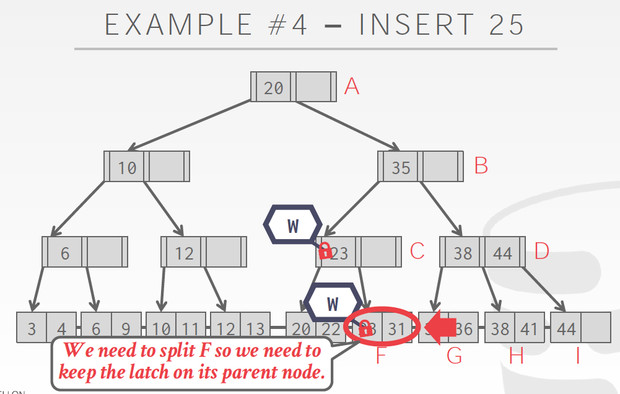 EXAMPLE #4 – INSERT 25
20 A
10 35 B
W
6 12 23 C 38 44 D
W
3 4 6 9 10 11 12 13 20 22 31 36 38 41 44
F G H I
We need to split F so we need to
keep the latch on its parent node.